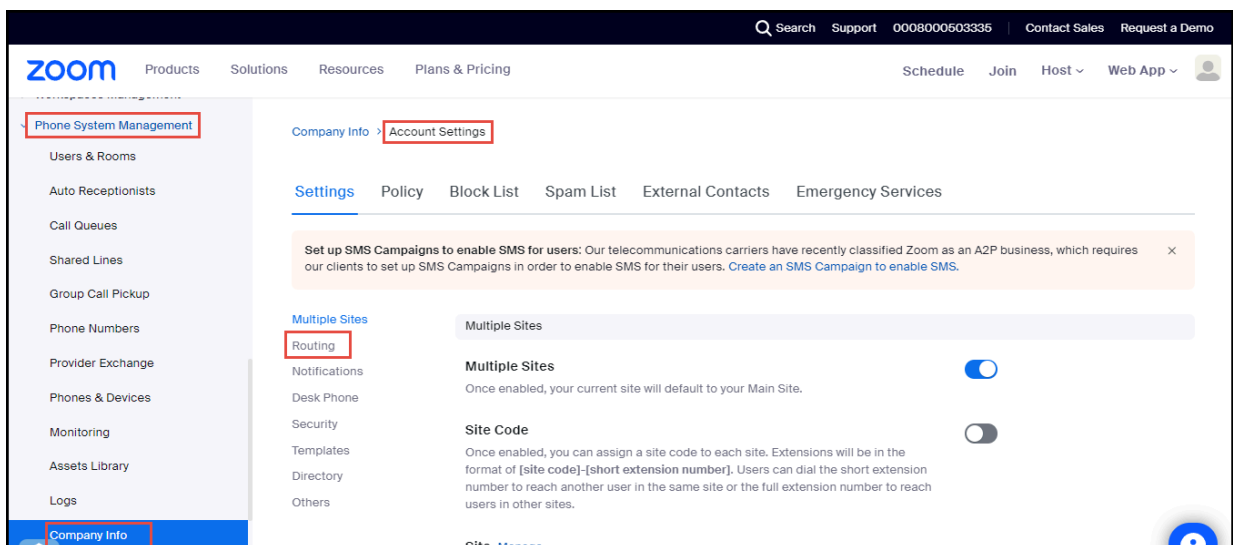 Search Support 0008000503335 Contact Sales Request a Demo
zoom Products Solutions Resources Plans & Pricing Schedule Join Host Web App
Workspaces Management
Phone System Management
Users & Rooms
Auto Receptionists
Call Queues
Shared Lines
Group Call Pickup
Phone Numbers
Provider Exchange
Phones & Devices
Monitoring
Assets Library
Logs
Company Info
Company Info > Account Settings
Settings Policy Block List Spam List External Contacts Emergency Services
Set up SMS Campaigns to enable SMS for users: Our telecommunications carriers have recently classified Zoom as an A2P business, which requires
our clients to set up SMS Campaigns in order to enable SMS for their users. Create an SMS Campaign to enable SMS.
Multiple Sites
Routing
Notifications
Desk Phone
Security
Templates
Directory
Others
Multiple Sites
Multiple Sites
Once enabled, your current site will default to your Main Site.
Site Code
Once enabled, you can assign a site code to each site. Extensions will be in the
format of [site code]-[short extension number]. Users can dial the short extension
number to reach another user in the same site or the full extension number to reach
users in other sites.
Site Manage